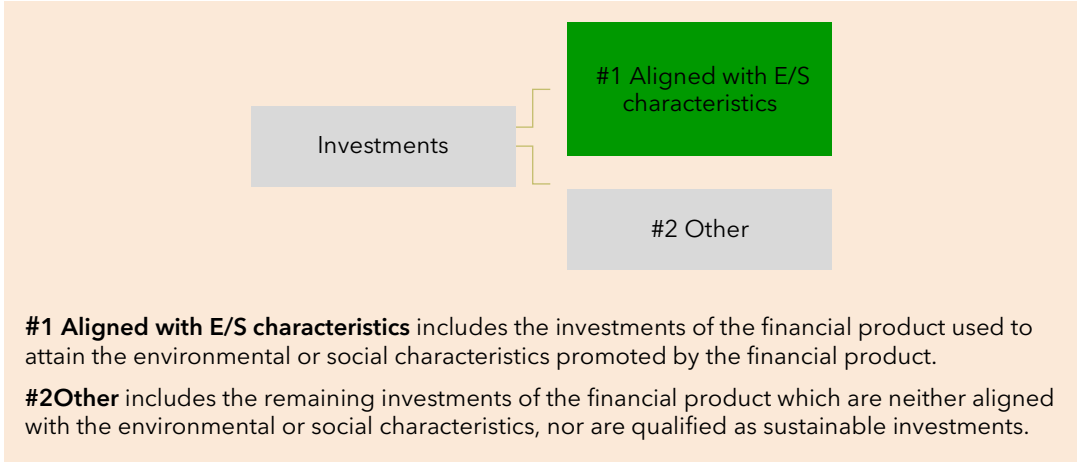 #1 Aligned with E/S
characteristics
Investments
#2 Other
#1 Aligned with E/S characteristics includes the investments of the financial product used to
attain the environmental or social characteristics promoted by the financial product.
#2Other includes the remaining investments of the financial product which are neither aligned
with the environmental or social characteristics, nor are qualified as sustainable investments.